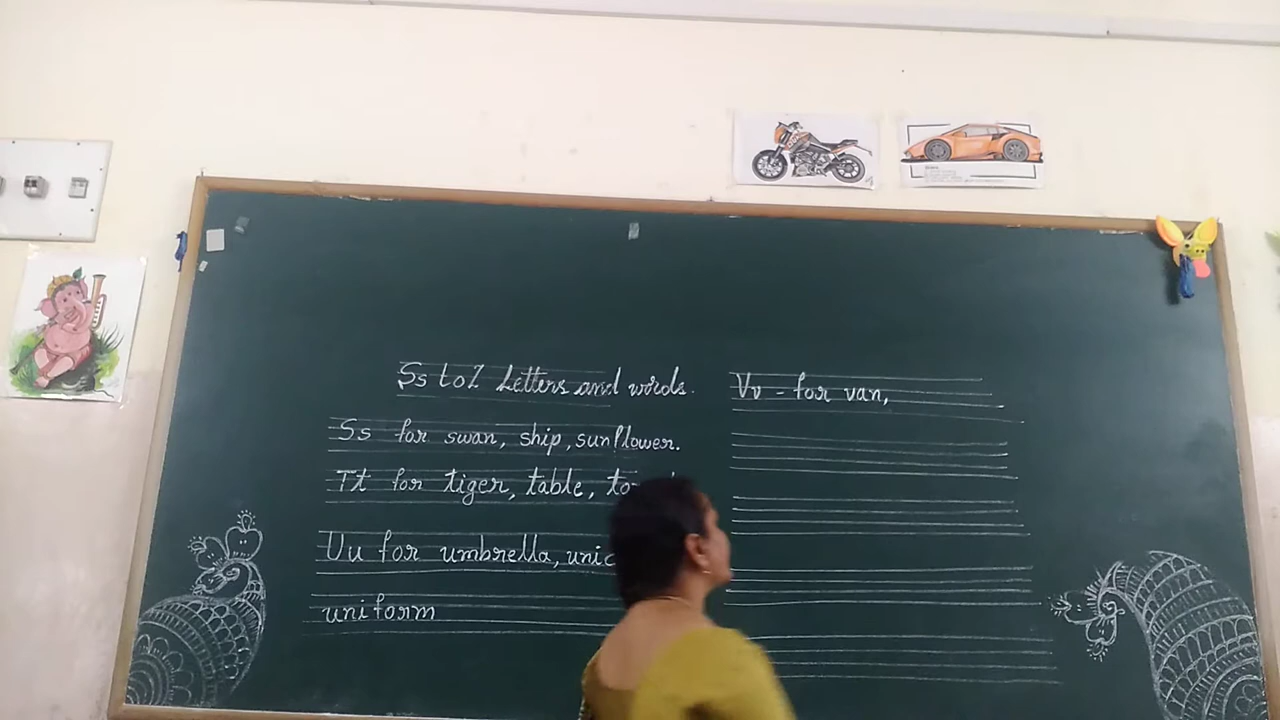 Ss to Z Letters and words.
Ss for swan, ship, sunflower.
Tt for tiger, table,
Uu for umbrella,
uniform
Vv - for van,